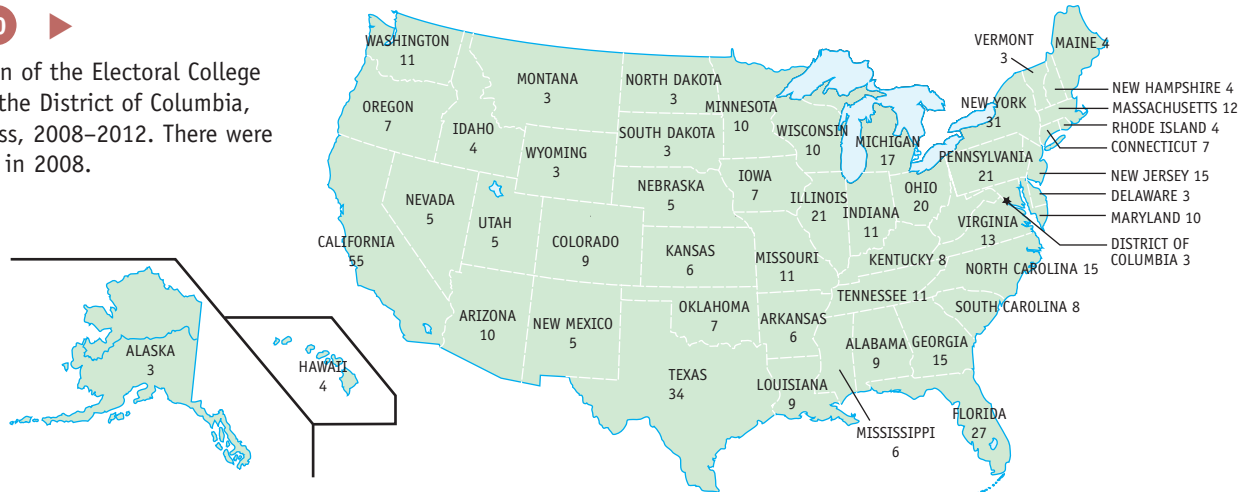 n of the Electoral College
the District of Columbia,
ss, 2008–2012. There were
in 2008.
WASHINGTON
11
OREGON
7
CALIFORNIA
55
NEVADA
5
IDAHO
4
MONTANA
3
WYOMING
3
UTAH
5
COLORADO
9
ARIZONA
10
NEW MEXICO
5
NORTH DAKOTA
3
SOUTH DAKOTA
3
NEBRASKA
5
KANSAS
6
OKLAHOMA
7
TEXAS
34
MINNESOTA
10
IOWA
7
MISSOURI
11
ARKANSAS
6
LOUISIANA
9
WISCONSIN
10
ILLINOIS
21
MICHIGAN
17
INDIANA
11
OHIO
20
KENTUCKY 8
TENNESSEE 11
MISSISSIPPI
6
ALABAMA
9
GEORGIA
15
FLORIDA
27
SOUTH CAROLINA 8
NORTH CAROLINA 15
VIRGINIA
13
PENNSYLVANIA
21
NEW YORK
31
VERMONT
3
MAINE 4
NEW HAMPSHIRE 4
MASSACHUSETTS 12
RHODE ISLAND 4
CONNECTICUT 7
NEW JERSEY 15
DELAWARE 3
MARYLAND 10
DISTRICT OF
COLUMBIA 3
ALASKA
3
HAWAII
4